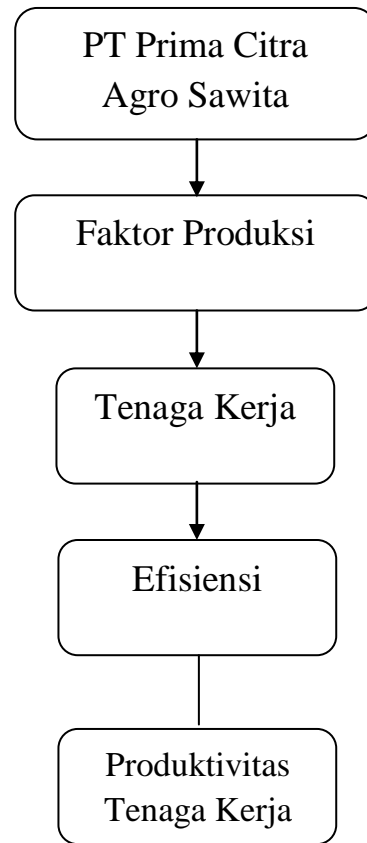 PT Prima Citra
Agro Sawita
Faktor Produksi
Tenaga Kerja
Efisiensi
Produktivitas
Tenaga Kerja